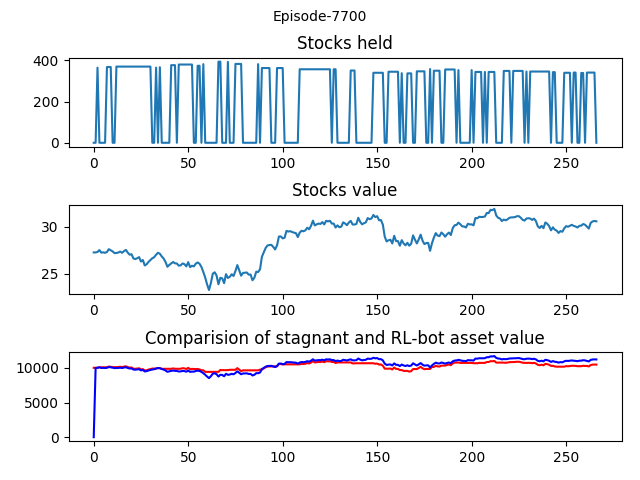 Episode-7700
Stocks held
400
200
0
0 50 100 150 200 250
Stocks value
30
25
0 50 100 150 200 250
Comparision of stagnant and RL-bot asset value
10000
5000
0
0 50 100 150 200 250